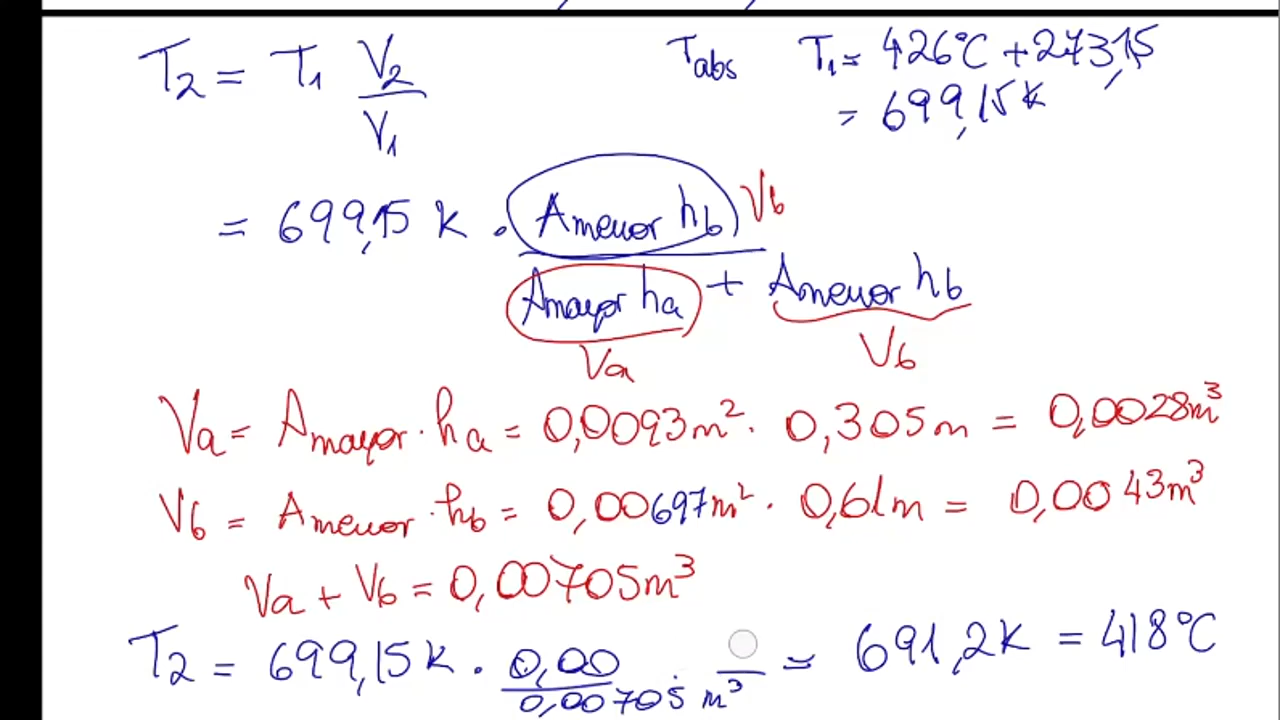 T₂ = T₁ V₂/V₁
Tabs T₁ = 426°C + 273,15
= 699,15 K
= 699,15 K · Amenor hb / (Amayor ha + Amenor hb)
Vb
Va
Vb
Va = Amayor · ha = 0,0093 m² · 0,305 m = 0,0028 m³
Vb = Amenor · hb = 0,00697 m² · 0,61 m = 0,0043 m³
Va + Vb = 0,00705 m³
T₂ = 699,15 K · 0,00 / 0,00705 m³ = 691,2 K = 418°C